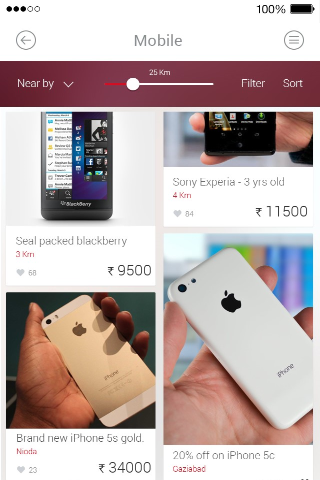 100%
Mobile
25 Km
Near by
Filter
Sort
BlackBerry
Seal packed blackberry
3 Km
68
₹ 9500
Sony Experia - 3 yrs old
4 Km
84
₹ 11500
iPhone
Brand new iPhone 5s gold.
Nioda
23
₹ 34000
iPhone
20% off on iPhone 5c
Gaziabad